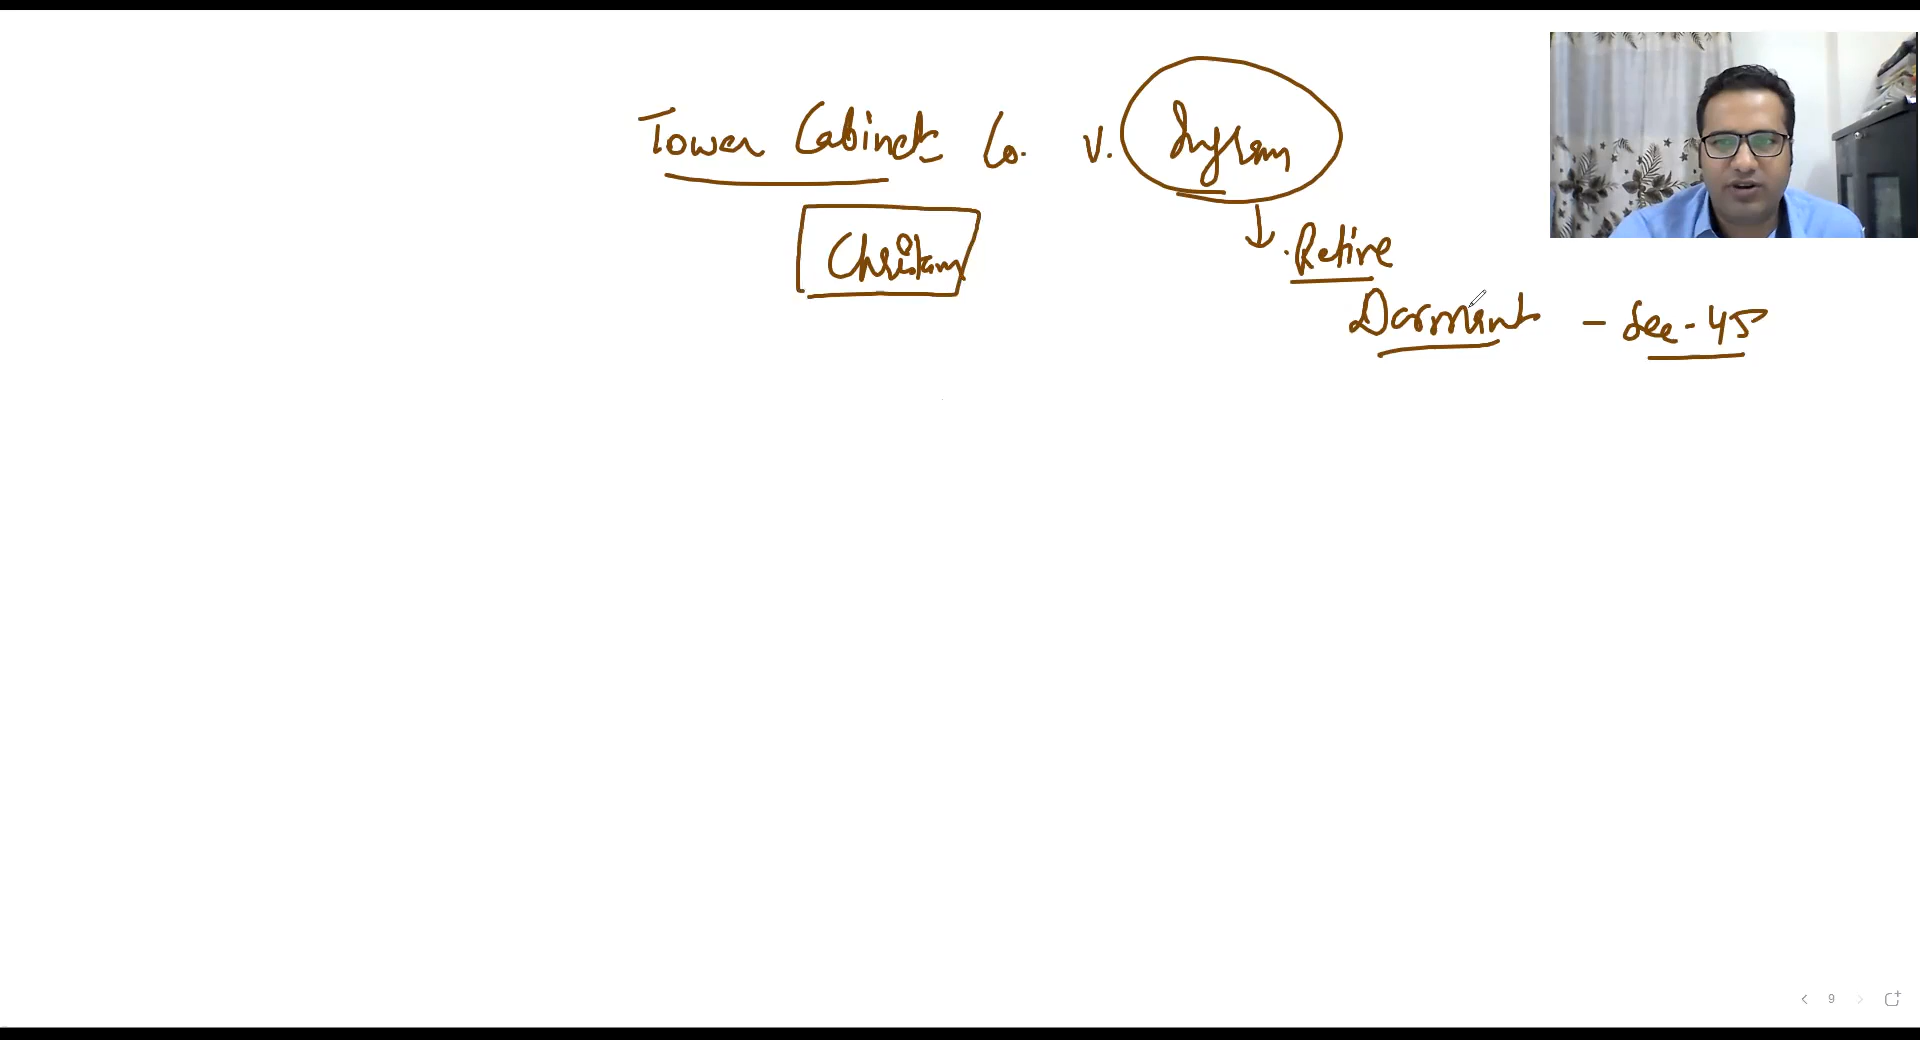 Tower Cabinet Co. v. Ingram
Christmas
Retire
Dormant - Sec-45
9